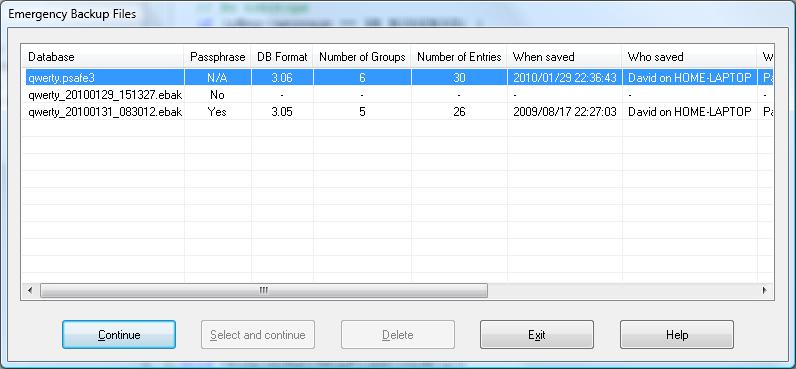 Emergency Backup Files
Database Passphrase DB Format Number of Groups Number of Entries When saved Who saved W
qwerty.psafe3 N/A 3.06 6 30 2010/01/29 22:36:43 David on HOME-LAPTOP Pa
qwerty_20100129_151327.ebak No - - - - - -
qwerty_20100131_083012.ebak Yes 3.05 5 26 2009/08/17 22:27:03 David on HOME-LAPTOP Pa
Continue Select and continue Delete Exit Help